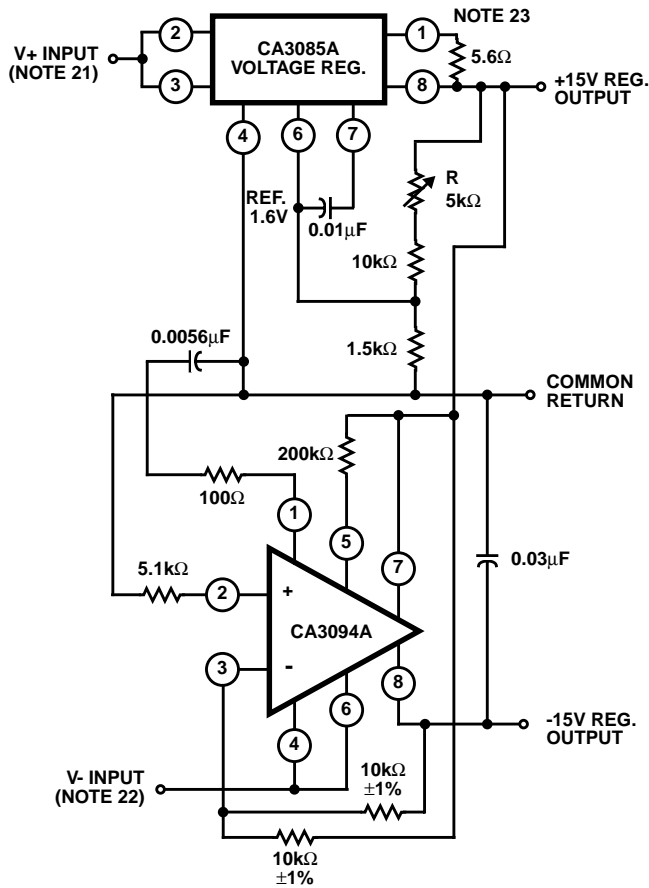 NOTE 23
V+ INPUT
(NOTE 21)
2
3
CA3085A
VOLTAGE REG.
1
8
5.6Ω
+15V REG.
OUTPUT
4
6
7
REF.
1.6V
0.01μF
R
5kΩ
10kΩ
1.5kΩ
0.0056μF
COMMON
RETURN
200kΩ
100Ω
1
5
7
0.03μF
5.1kΩ
2
+
CA3094A
3
-
8
6
4
-15V REG.
OUTPUT
V- INPUT
(NOTE 22)
10kΩ
±1%
10kΩ
±1%